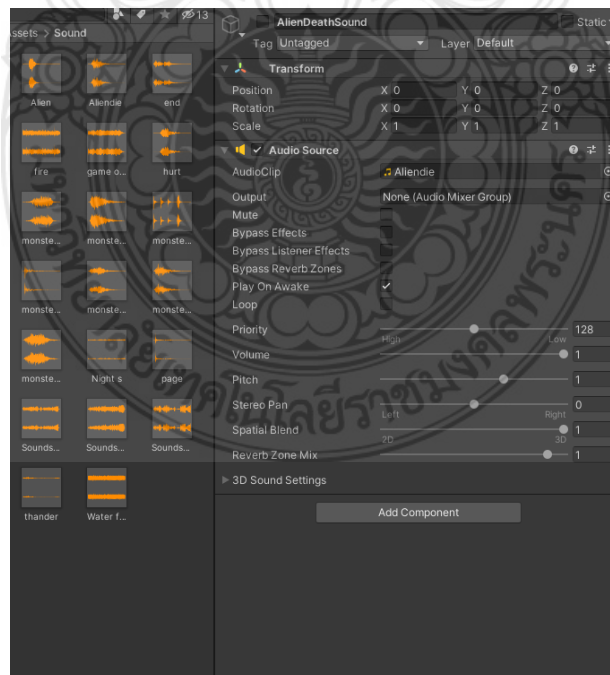 13
Assets > Sound
Alien
Aliendie
end
fire
game o...
hurt
monste...
monste...
monste...
monste...
monste...
monste...
monste...
Night s
page
Sounds...
Sounds...
Sounds...
thander
Water f...
AlienDeathSound
Static
Tag Untagged
Layer Default
Transform
Position X 0 Y 0 Z 0
Rotation X 0 Y 0 Z 0
Scale X 1 Y 1 Z 1
Audio Source
AudioClip Aliendie
Output None (Audio Mixer Group)
Mute
Bypass Effects
Bypass Listener Effects
Bypass Reverb Zones
Play On Awake
Loop
Priority 128
High Low
Volume 1
Pitch 1
Stereo Pan 0
Left Right
Spatial Blend 1
2D 3D
Reverb Zone Mix 1
3D Sound Settings
Add Component